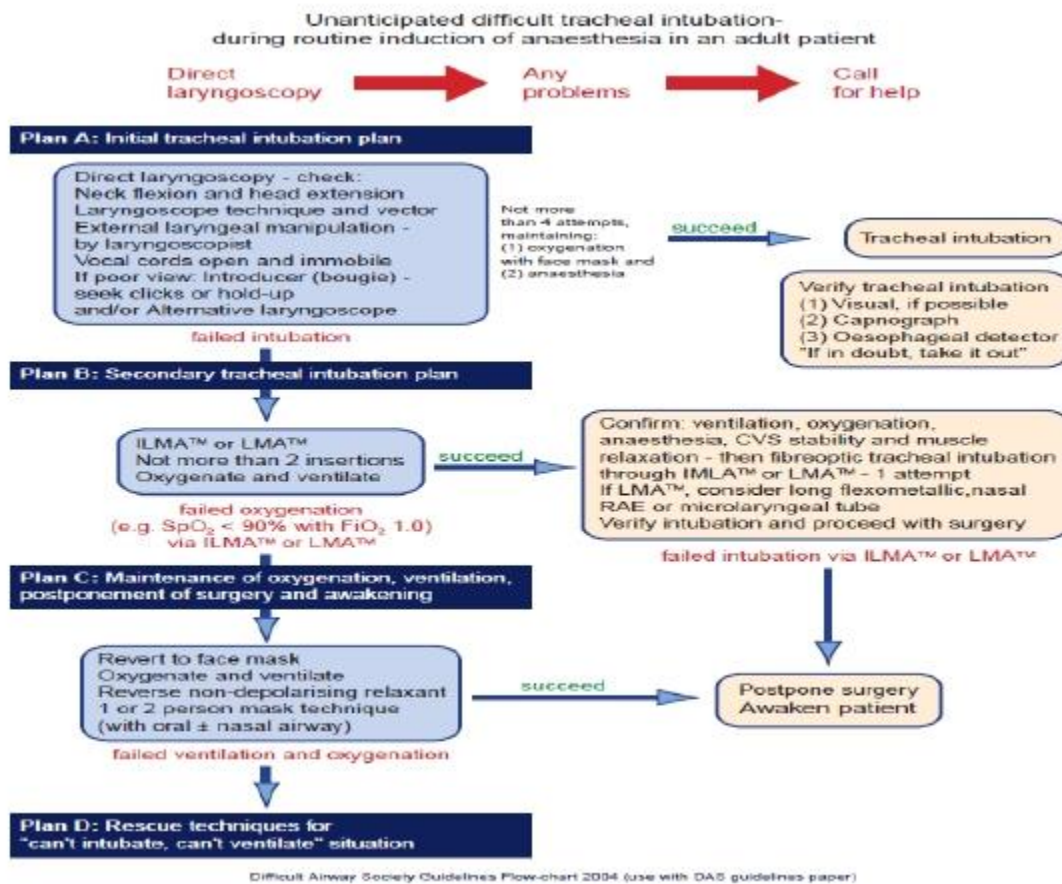 Unanticipated difficult tracheal intubation-
during routine induction of anaesthesia in an adult patient
Direct
laryngoscopy
Any
problems
Call
for help
Plan A: Initial tracheal intubation plan
Direct laryngoscopy - check:
Neck flexion and head extension
Laryngoscope technique and vector
External laryngeal manipulation -
by laryngoscopist
Vocal cords open and immobile
If poor view: Introducer (bougie) -
seek clicks or hold-up
and/or Alternative laryngoscope
Not more
than 4 attempts,
maintaining:
(1) oxygenation
with face mask and
(2) anaesthesia
succeed
Tracheal intubation
Verify tracheal intubation
(1) Visual, if possible
(2) Capnograph
(3) Oesophageal detector
"If in doubt, take it out"
failed intubation
Plan B: Secondary tracheal intubation plan
ILMA™ or LMA™
Not more than 2 insertions
Oxygenate and ventilate
succeed
Confirm: ventilation, oxygenation,
anaesthesia, CVS stability and muscle
relaxation - then fibreoptic tracheal intubation
through IMLA™ or LMA™ - 1 attempt
If LMA™, consider long flexometallic,nasal
RAE or microlaryngeal tube
Verify intubation and proceed with surgery
failed oxygenation
(e.g. SpO₂ < 90% with FiO₂ 1.0)
via ILMA™ or LMA™
failed intubation via ILMA™ or LMA™
Plan C: Maintenance of oxygenation, ventilation,
postponement of surgery and awakening
Revert to face mask
Oxygenate and ventilate
Reverse non-depolarising relaxant
1 or 2 person mask technique
(with oral ± nasal airway)
succeed
Postpone surgery
Awaken patient
failed ventilation and oxygenation
Plan D: Rescue techniques for
"can't intubate, can't ventilate" situation
Difficult Airway Society Guidelines Flow-chart 2004 (use with DAS guidelines paper)